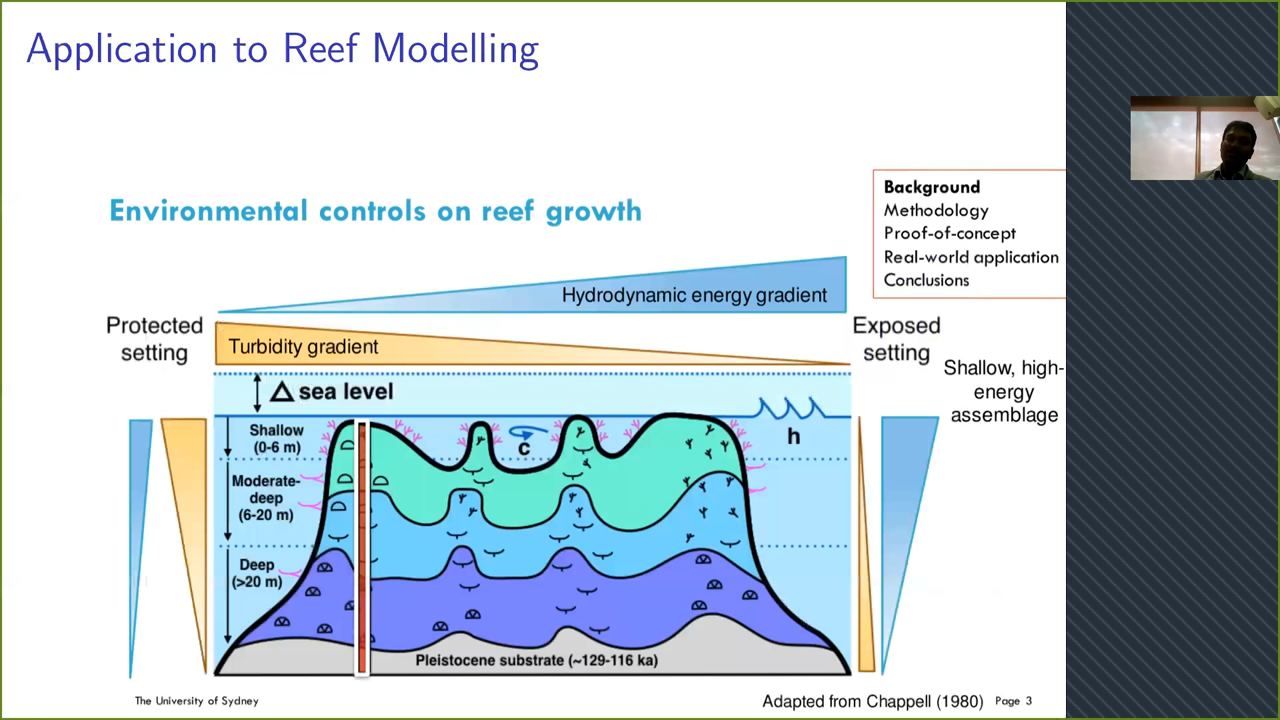 Application to Reef Modelling
Environmental controls on reef growth
Background
Methodology
Proof-of-concept
Real-world application
Conclusions
Hydrodynamic energy gradient
Protected
setting
Turbidity gradient
Exposed
setting
Shallow, high-
energy
assemblage
Δ sea level
Shallow
(0-6 m)
c
h
Moderate-
deep
(6-20 m)
Deep
(>20 m)
Pleistocene substrate (~129-116 ka)
The University of Sydney
Adapted from Chappell (1980)
Page 3